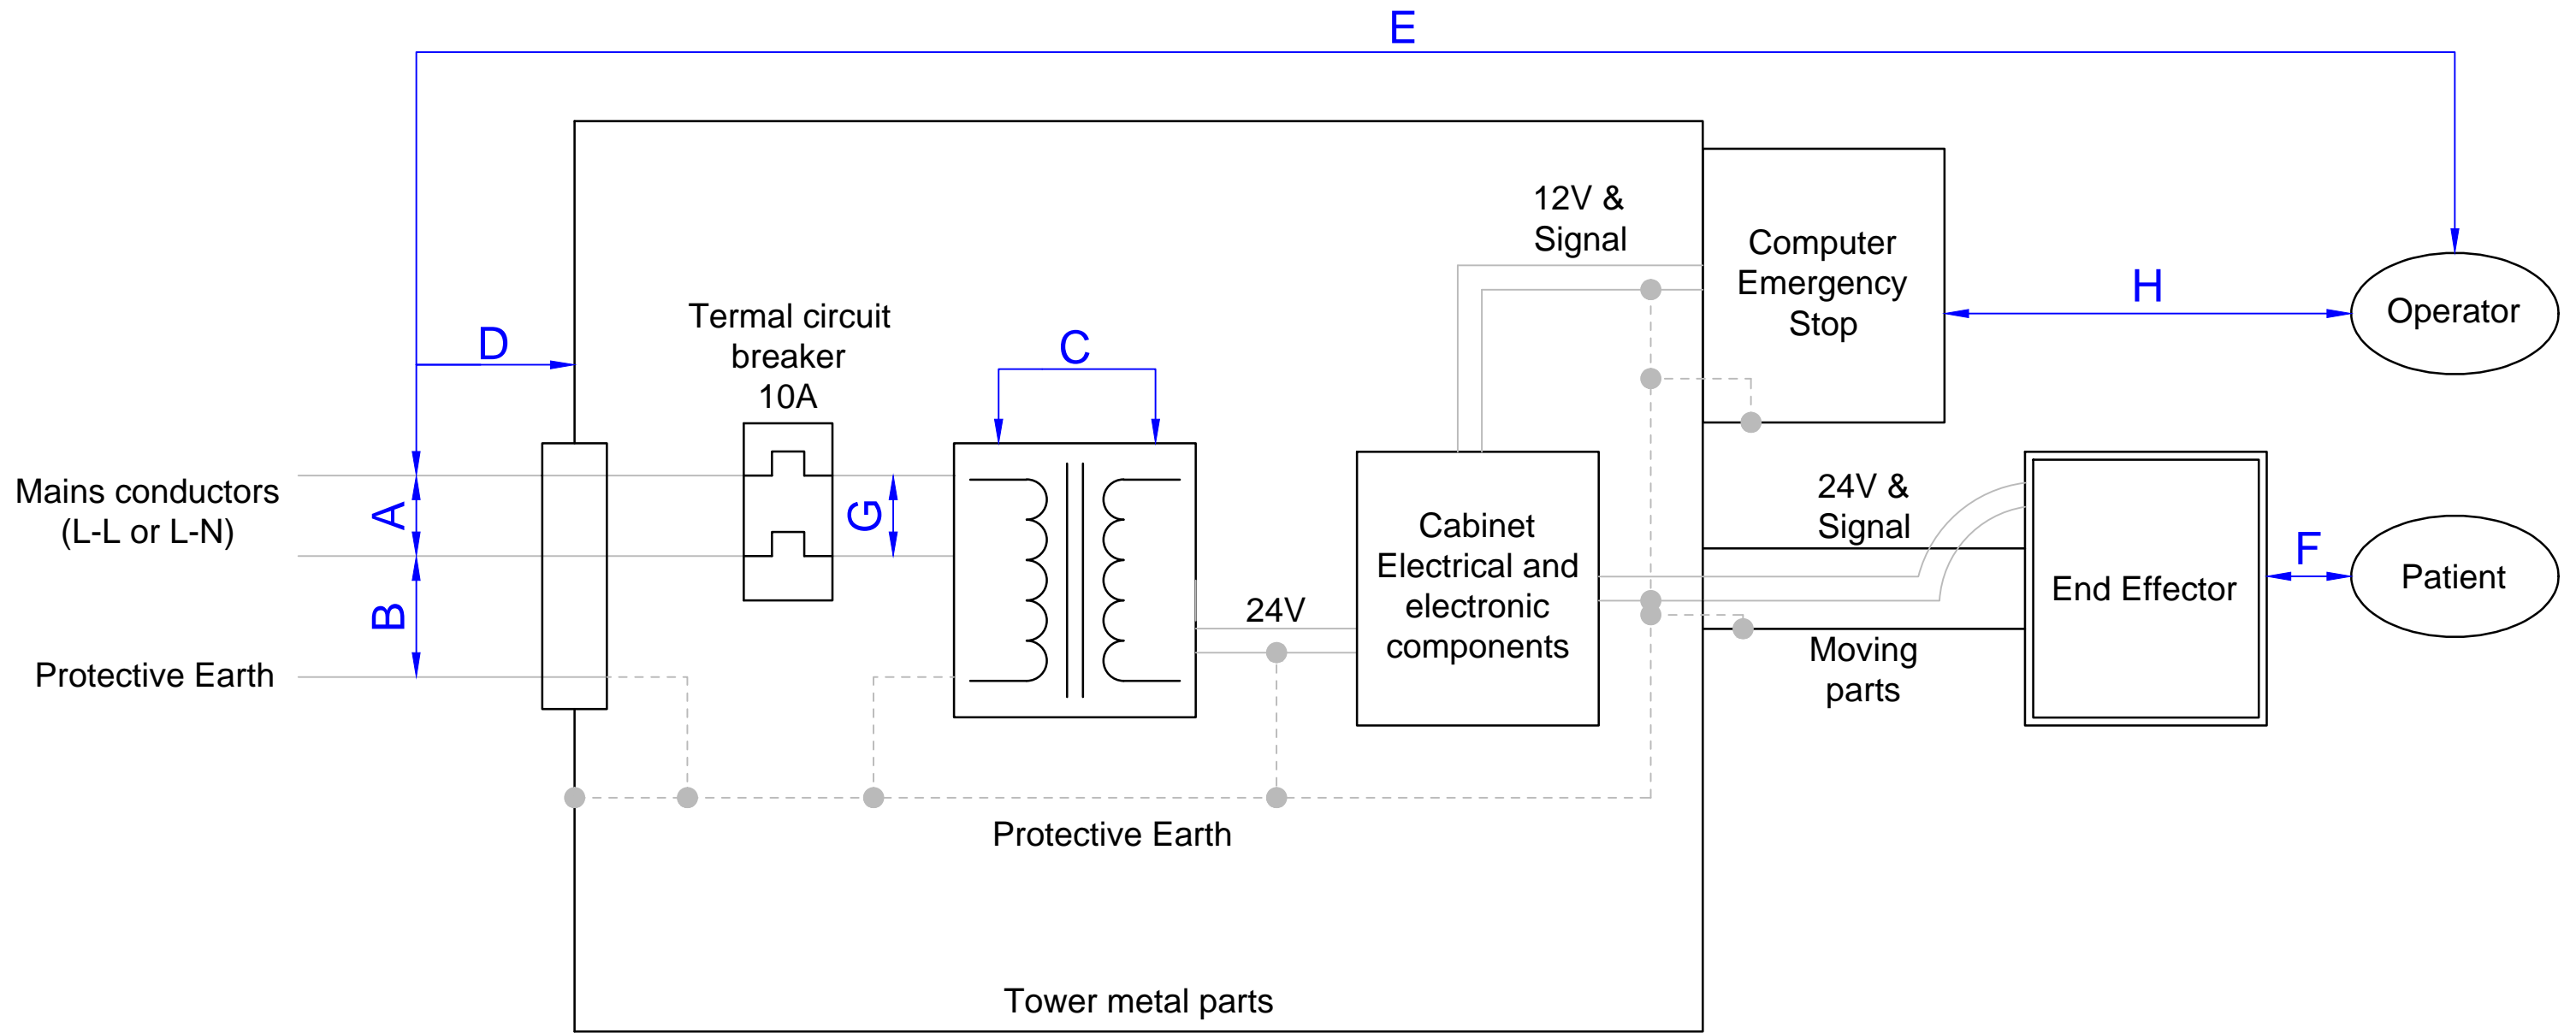 E
12V &
Signal
Computer
Emergency
Stop
H
Operator
Termal circuit
breaker
10A
D
C
Mains conductors
(L-L or L-N)
A
G
B
Protective Earth
24V
Cabinet
Electrical and
electronic
components
24V &
Signal
Moving
parts
End Effector
F
Patient
Protective Earth
Tower metal parts